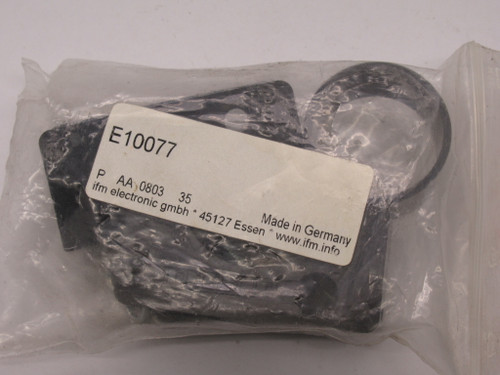 E10077
P AA 0803 35
Made in Germany
ifm electronic gmbh * 45127 Essen * www.ifm.info